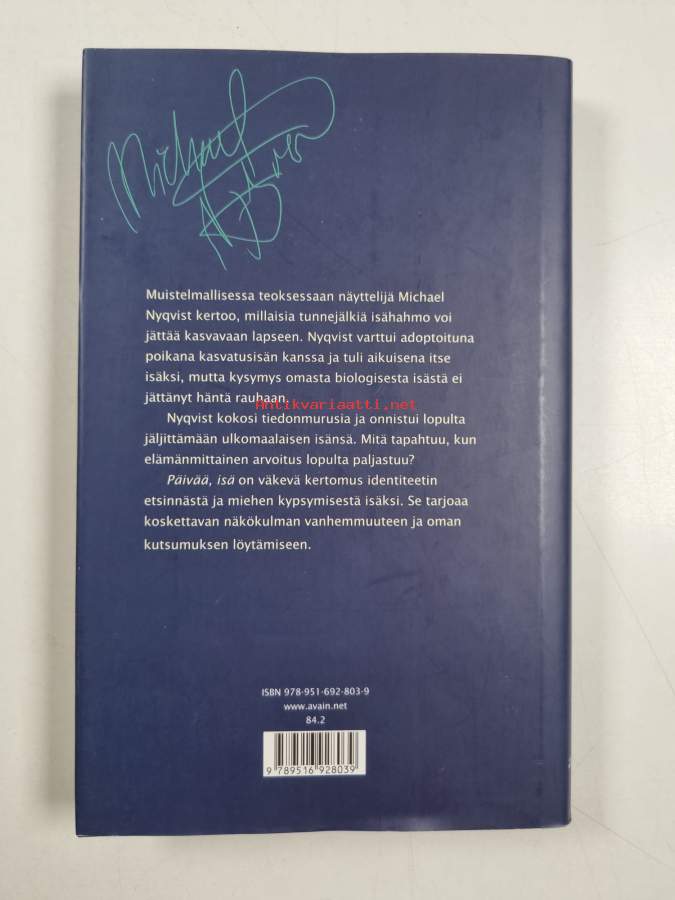 Michael
Nyqvist
Muistelmallisessa teoksessaan näyttelijä Michael
Nyqvist kertoo, millaisia tunnejälkiä isähahmo voi
jättää kasvavaan lapseen. Nyqvist varttui adoptoituna
poikana kasvatusisän kanssa ja tuli aikuisena itse
isäksi, mutta kysymys omasta biologisesta isästä ei
jättänyt häntä rauhaan.
Antikvariaatti.net
Nyqvist kokosi tiedonmurusia ja onnistui lopulta
jäljittämään ulkomaalaisen isänsä. Mitä tapahtuu, kun
elämänmittainen arvoitus lopulta paljastuu?
Päivää, isä on väkevä kertomus identiteetin
etsinnästä ja miehen kypsymisestä isäksi. Se tarjoaa
koskettavan näkökulman vanhemmuuteen ja oman
kutsumuksen löytämiseen.
ISBN 978-951-692-803-9
www.avain.net
84.2
9 789516 928039